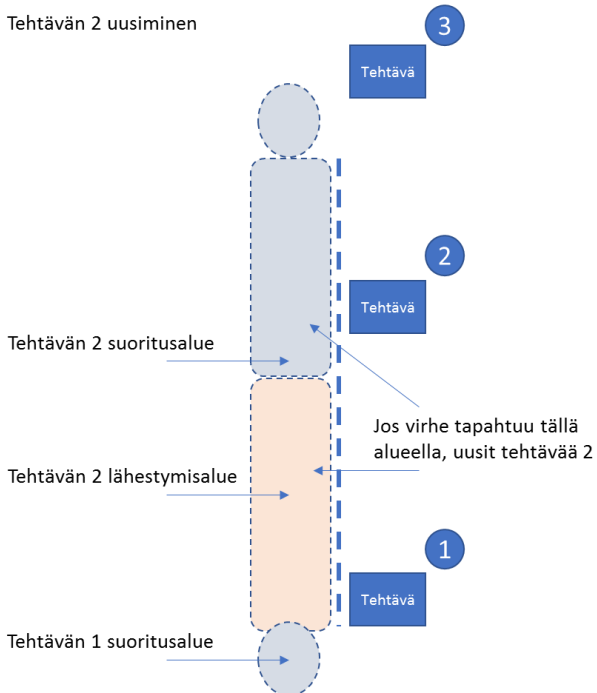 Tehtävän 2 uusiminen
3
Tehtävä
2
Tehtävä
Tehtävän 2 suoritusalue
Jos virhe tapahtuu tällä
alueella, uusit tehtävää 2
Tehtävän 2 lähestymisalue
1
Tehtävä
Tehtävän 1 suoritusalue